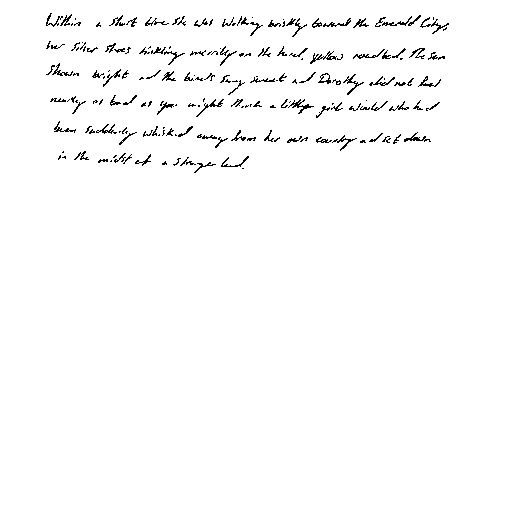 Within a short time she was walking briskly toward the Emerald City,
her silver shoes tinkling merrily on the hard, yellow roadbed. The sun
shown bright and the birds sung sweet and Dorothy did not feel
nearly as bad as you might think a little girl would who had
been suddenly whisked away from her own country and set down
in the midst of a strange land.